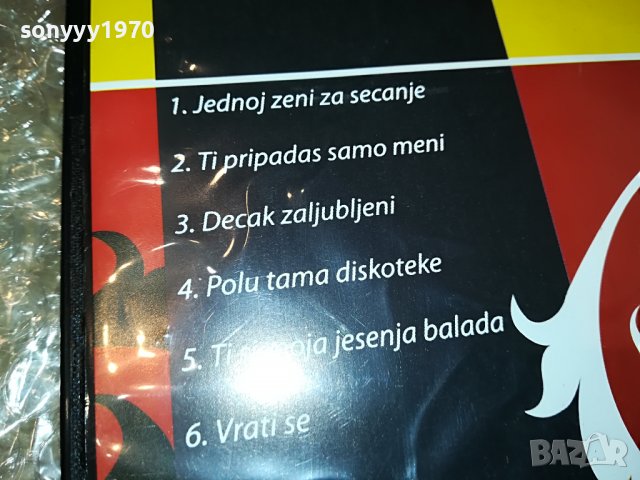 sonyyy1970
1. Jednoj zeni za secanje
2. Ti pripadas samo meni
3. Decak zaljubljeni
4. Polu tama diskoteke
5. Ti jesenja balada
6. Vrati se
BAZAR
sonyyy1970